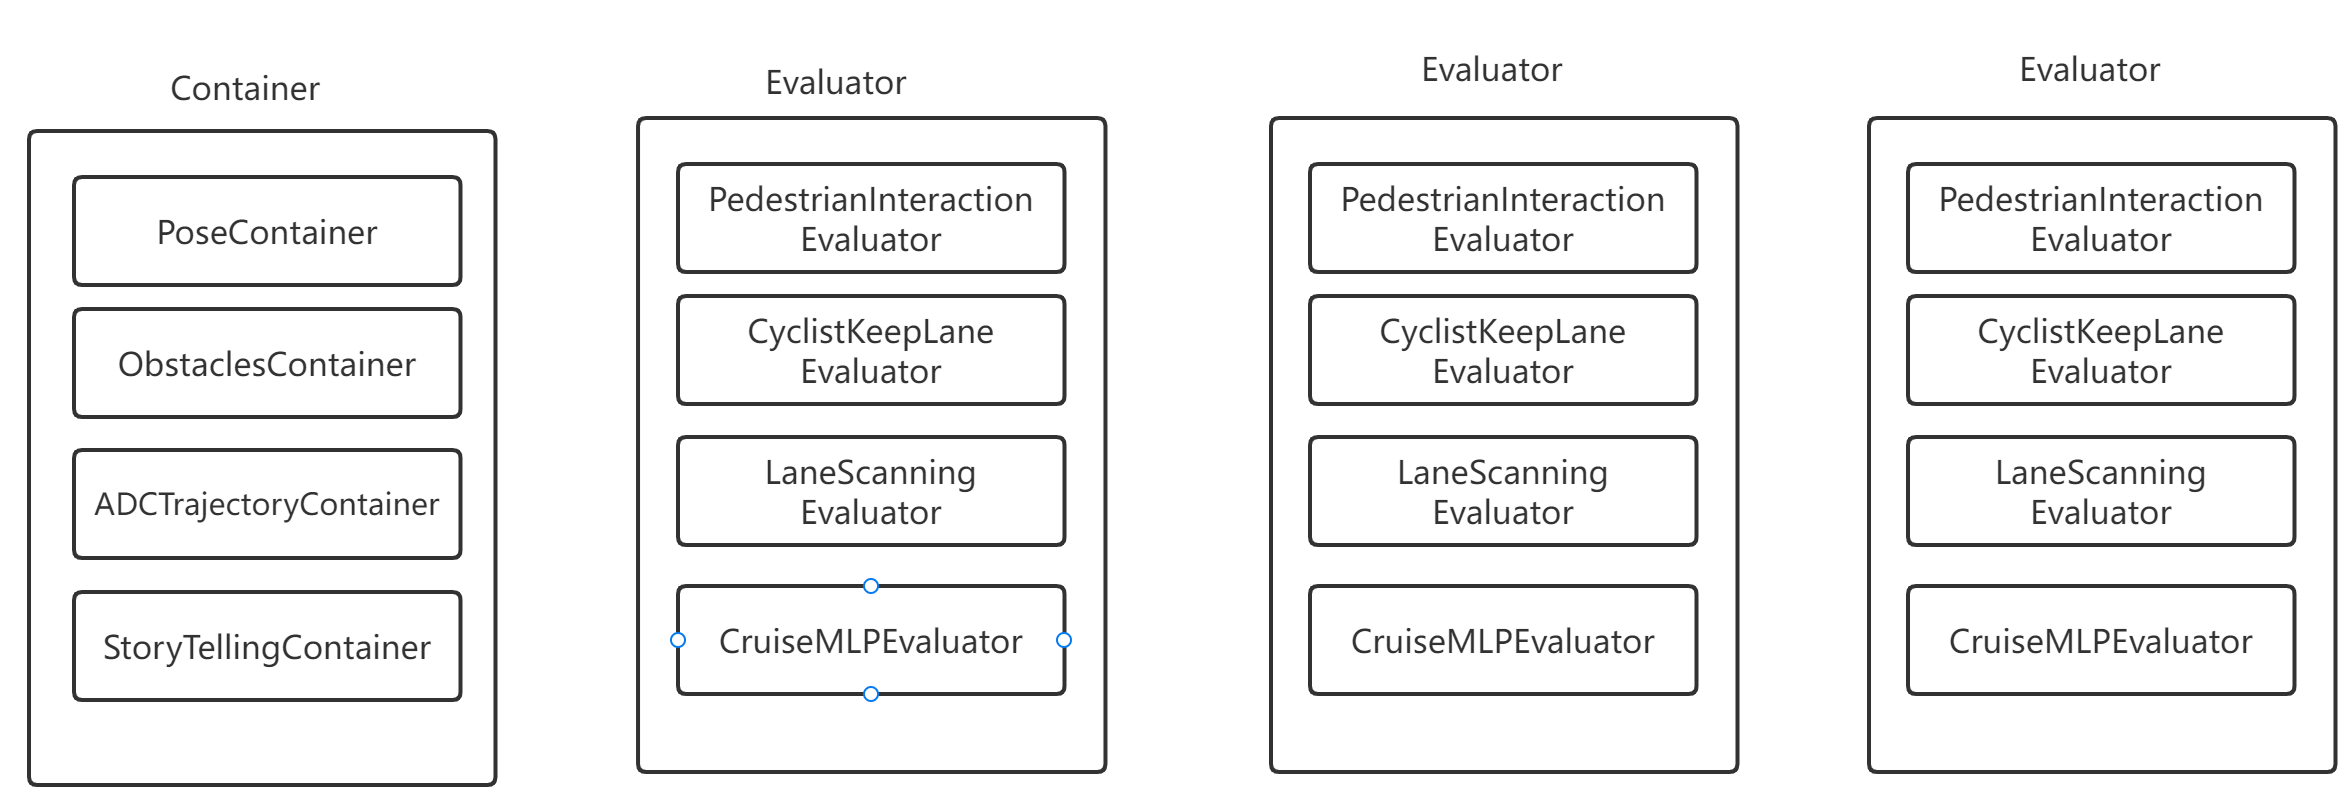 Container
PoseContainer
ObstaclesContainer
ADCTrajectoryContainer
StoryTellingContainer
Evaluator
PedestrianInteraction
Evaluator
CyclistKeepLane
Evaluator
LaneScanning
Evaluator
CruiseMLPEvaluator
Evaluator
PedestrianInteraction
Evaluator
CyclistKeepLane
Evaluator
LaneScanning
Evaluator
CruiseMLPEvaluator
Evaluator
PedestrianInteraction
Evaluator
CyclistKeepLane
Evaluator
LaneScanning
Evaluator
CruiseMLPEvaluator